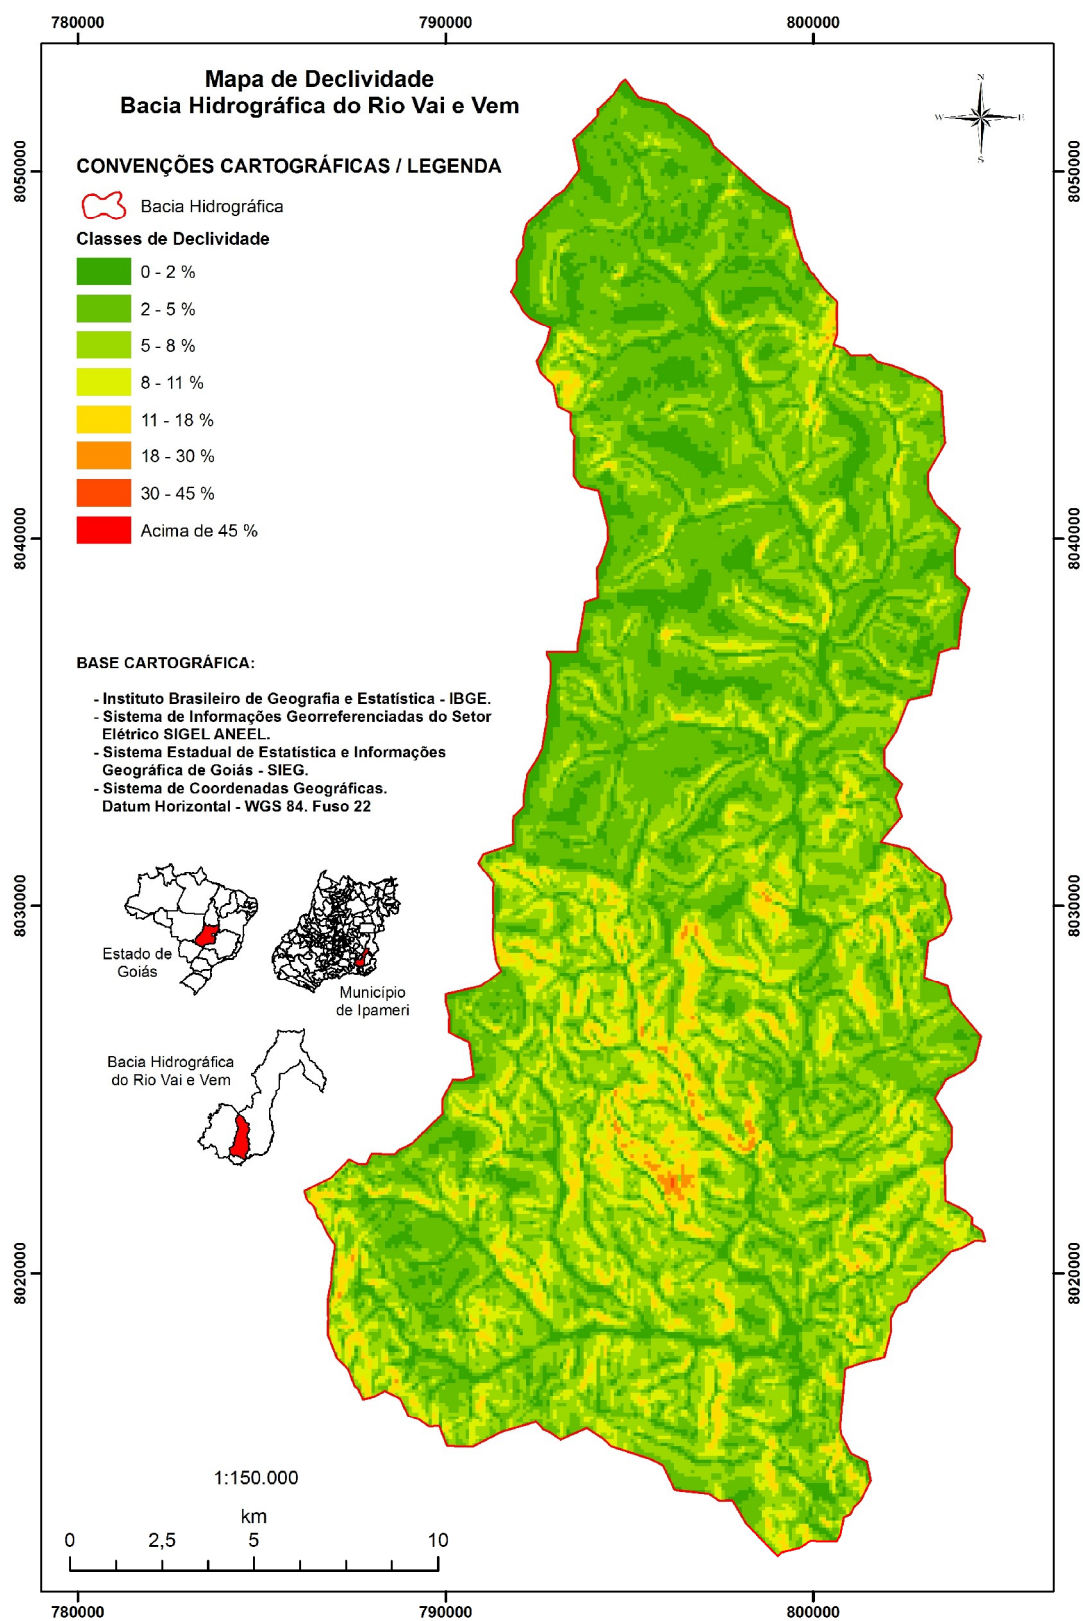 780000
790000
800000
Mapa de Declividade
Bacia Hidrográfica do Rio Vai e Vem
N
W
E
S
CONVENÇÕES CARTOGRÁFICAS / LEGENDA
Bacia Hidrográfica
Classes de Declividade
0 - 2 %
2 - 5 %
5 - 8 %
8 - 11 %
11 - 18 %
18 - 30 %
30 - 45 %
Acima de 45 %
8050000
8050000
8040000
8040000
BASE CARTOGRÁFICA:
- Instituto Brasileiro de Geografia e Estatística - IBGE.
- Sistema de Informações Georreferenciadas do Setor
Elétrico SIGEL ANEEL.
- Sistema Estadual de Estatística e Informações
Geográfica de Goiás - SIEG.
- Sistema de Coordenadas Geográficas.
Datum Horizontal - WGS 84. Fuso 22
8030000
8030000
Estado de
Goiás
Município
de Ipameri
Bacia Hidrográfica
do Rio Vai e Vem
8020000
8020000
1:150.000
km
0
2,5
5
10
780000
790000
800000